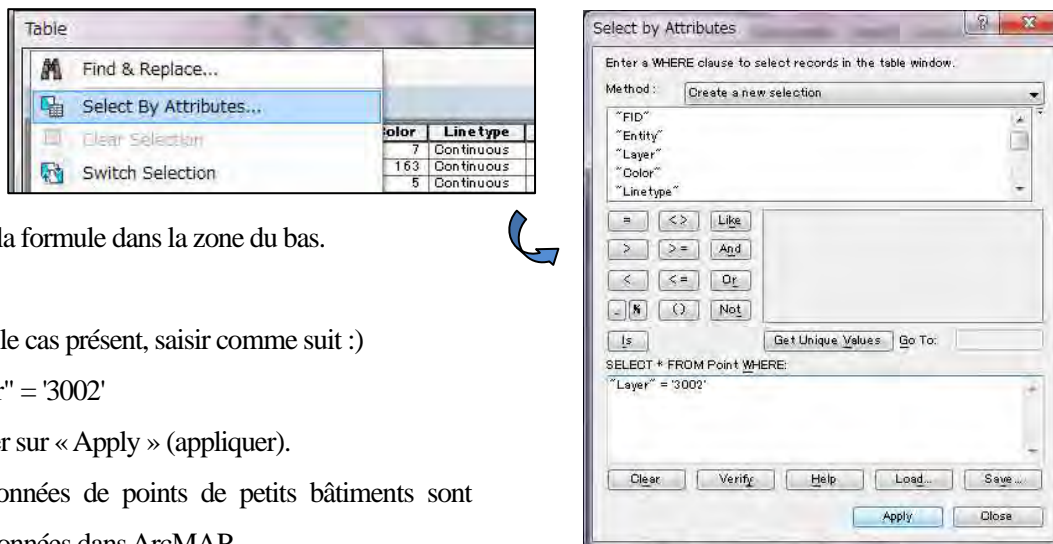 Table
Find & Replace...
Select By Attributes...
Clear Selection
Switch Selection
olor Linetype
7 Continuous
163 Continuous
5 Continuous
la formule dans la zone du bas.
le cas présent, saisir comme suit :)
r" = '3002'
er sur « Apply » (appliquer).
onnées de points de petits bâtiments sont
onnées dans ArcMAP
Select by Attributes
Enter a WHERE clause to select records in the table window.
Method : Create a new selection
"FID"
"Entity"
"Layer"
"Color"
"Linetype"
= <> Like
> >= And
< <= Or
_ % () Not
Is Get Unique Values Go To:
SELECT * FROM Point WHERE:
"Layer" = '3002'
Clear Verify Help Load... Save...
Apply Close